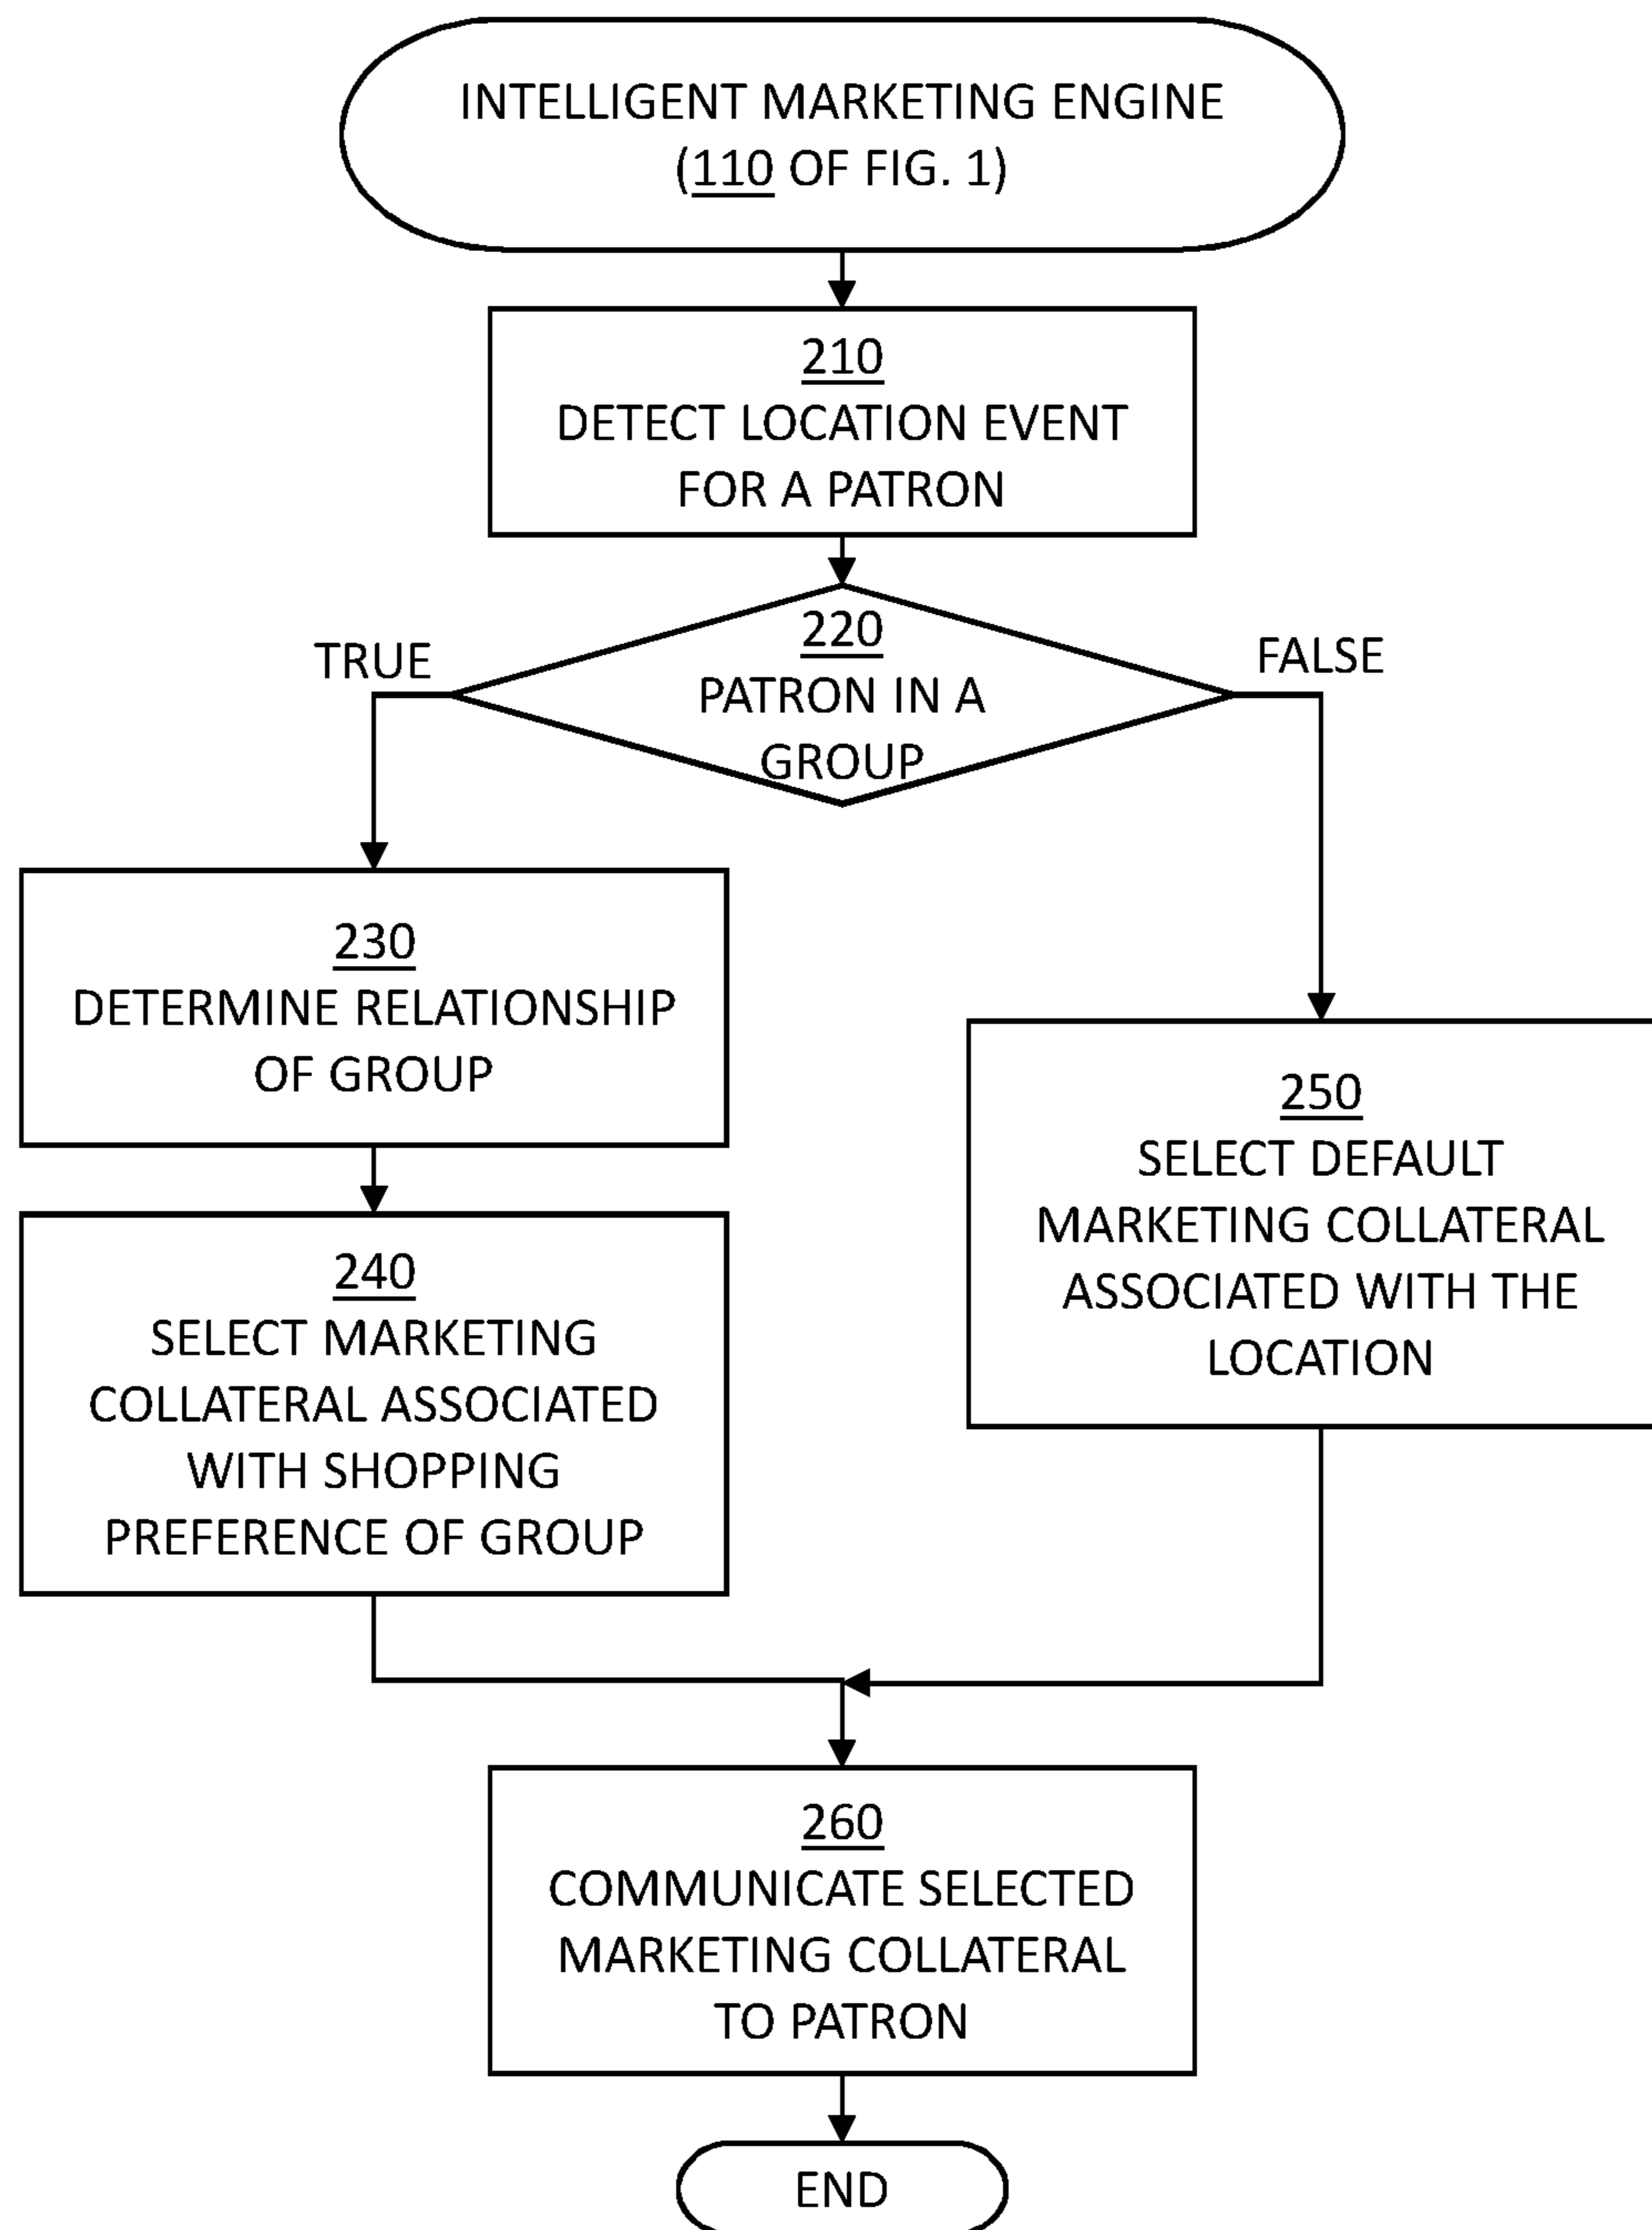 INTELLIGENT MARKETING ENGINE
(110 OF FIG. 1)
210
DETECT LOCATION EVENT
FOR A PATRON
220
PATRON IN A
GROUP
TRUE
FALSE
230
DETERMINE RELATIONSHIP
OF GROUP
240
SELECT MARKETING
COLLATERAL ASSOCIATED
WITH SHOPPING
PREFERENCE OF GROUP
250
SELECT DEFAULT
MARKETING COLLATERAL
ASSOCIATED WITH THE
LOCATION
260
COMMUNICATE SELECTED
MARKETING COLLATERAL
TO PATRON
END